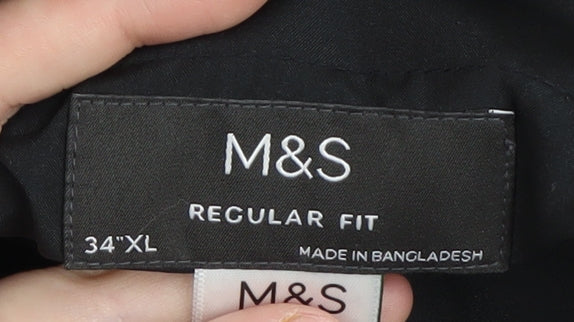 M&S
REGULAR FIT
34"XL
MADE IN BANGLADESH
M&S